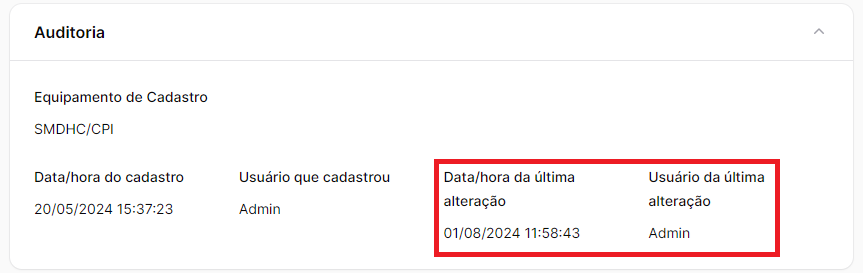 Auditoria
Equipamento de Cadastro
SMDHC/CPI
Data/hora do cadastro
20/05/2024 15:37:23
Usuário que cadastrou
Admin
Data/hora da última
alteração
01/08/2024 11:58:43
Usuário da última
alteração
Admin